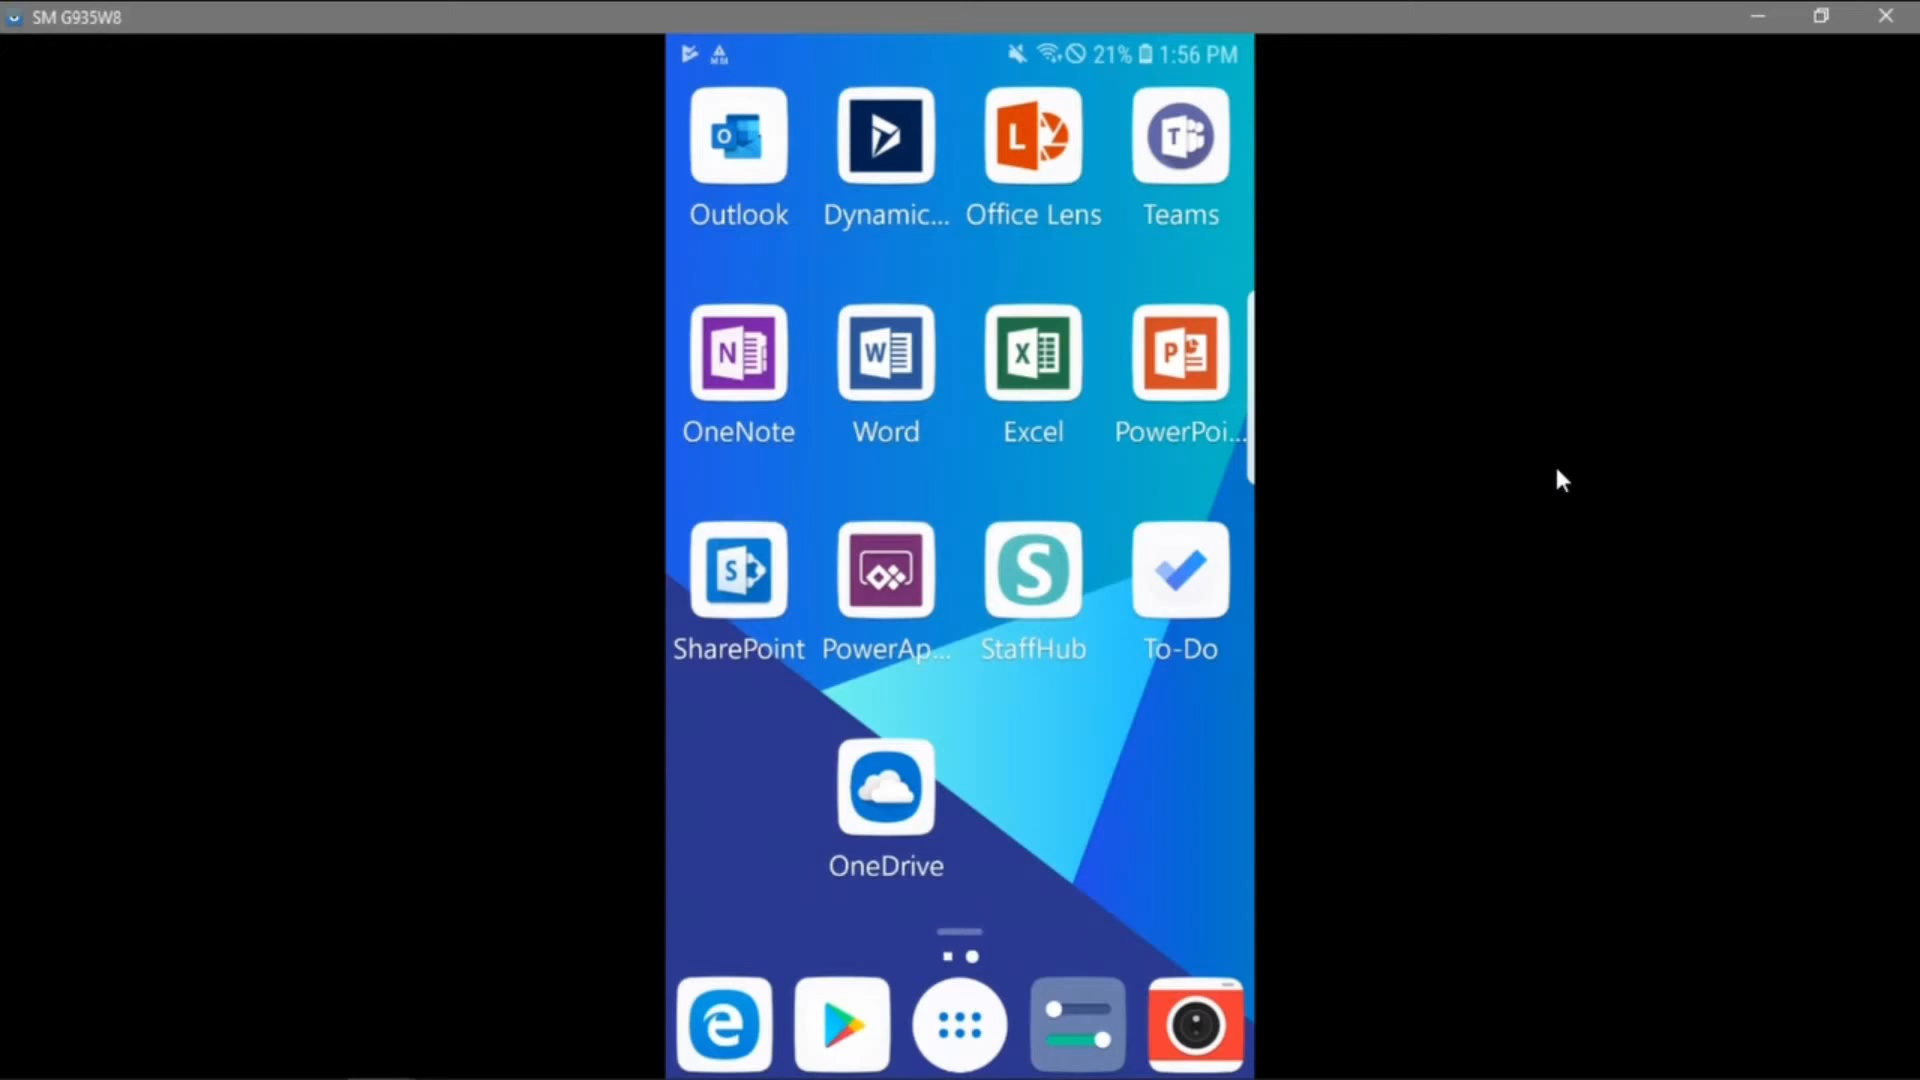 SM G935W8
21% 1:56 PM
Outlook Dynamic... Office Lens Teams
OneNote Word Excel PowerPoi...
SharePoint PowerAp... StaffHub To-Do
OneDrive